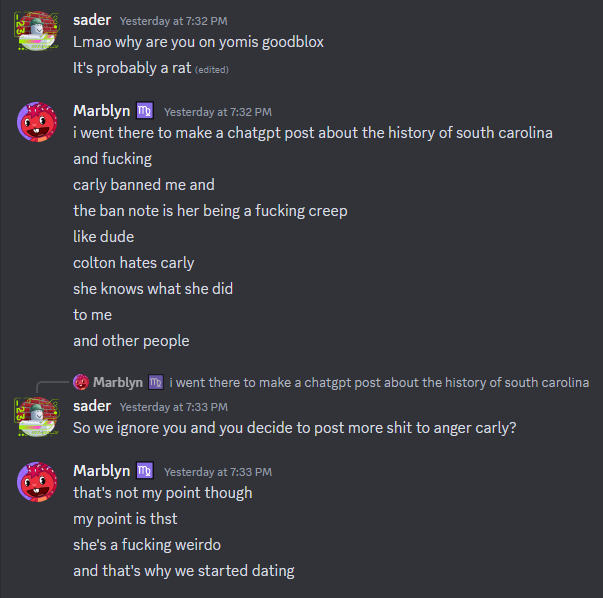 sader Yesterday at 7:32 PM
Lmao why are you on yomis goodblox
It's probably a rat (edited)
Marblyn ♍ Yesterday at 7:32 PM
i went there to make a chatgpt post about the history of south carolina
and fucking
carly banned me and
the ban note is her being a fucking creep
like dude
colton hates carly
she knows what she did
to me
and other people
Marblyn ♍ i went there to make a chatgpt post about the history of south carolina
sader Yesterday at 7:33 PM
So we ignore you and you decide to post more shit to anger carly?
Marblyn ♍ Yesterday at 7:33 PM
that's not my point though
my point is thst
she's a fucking weirdo
and that's why we started dating